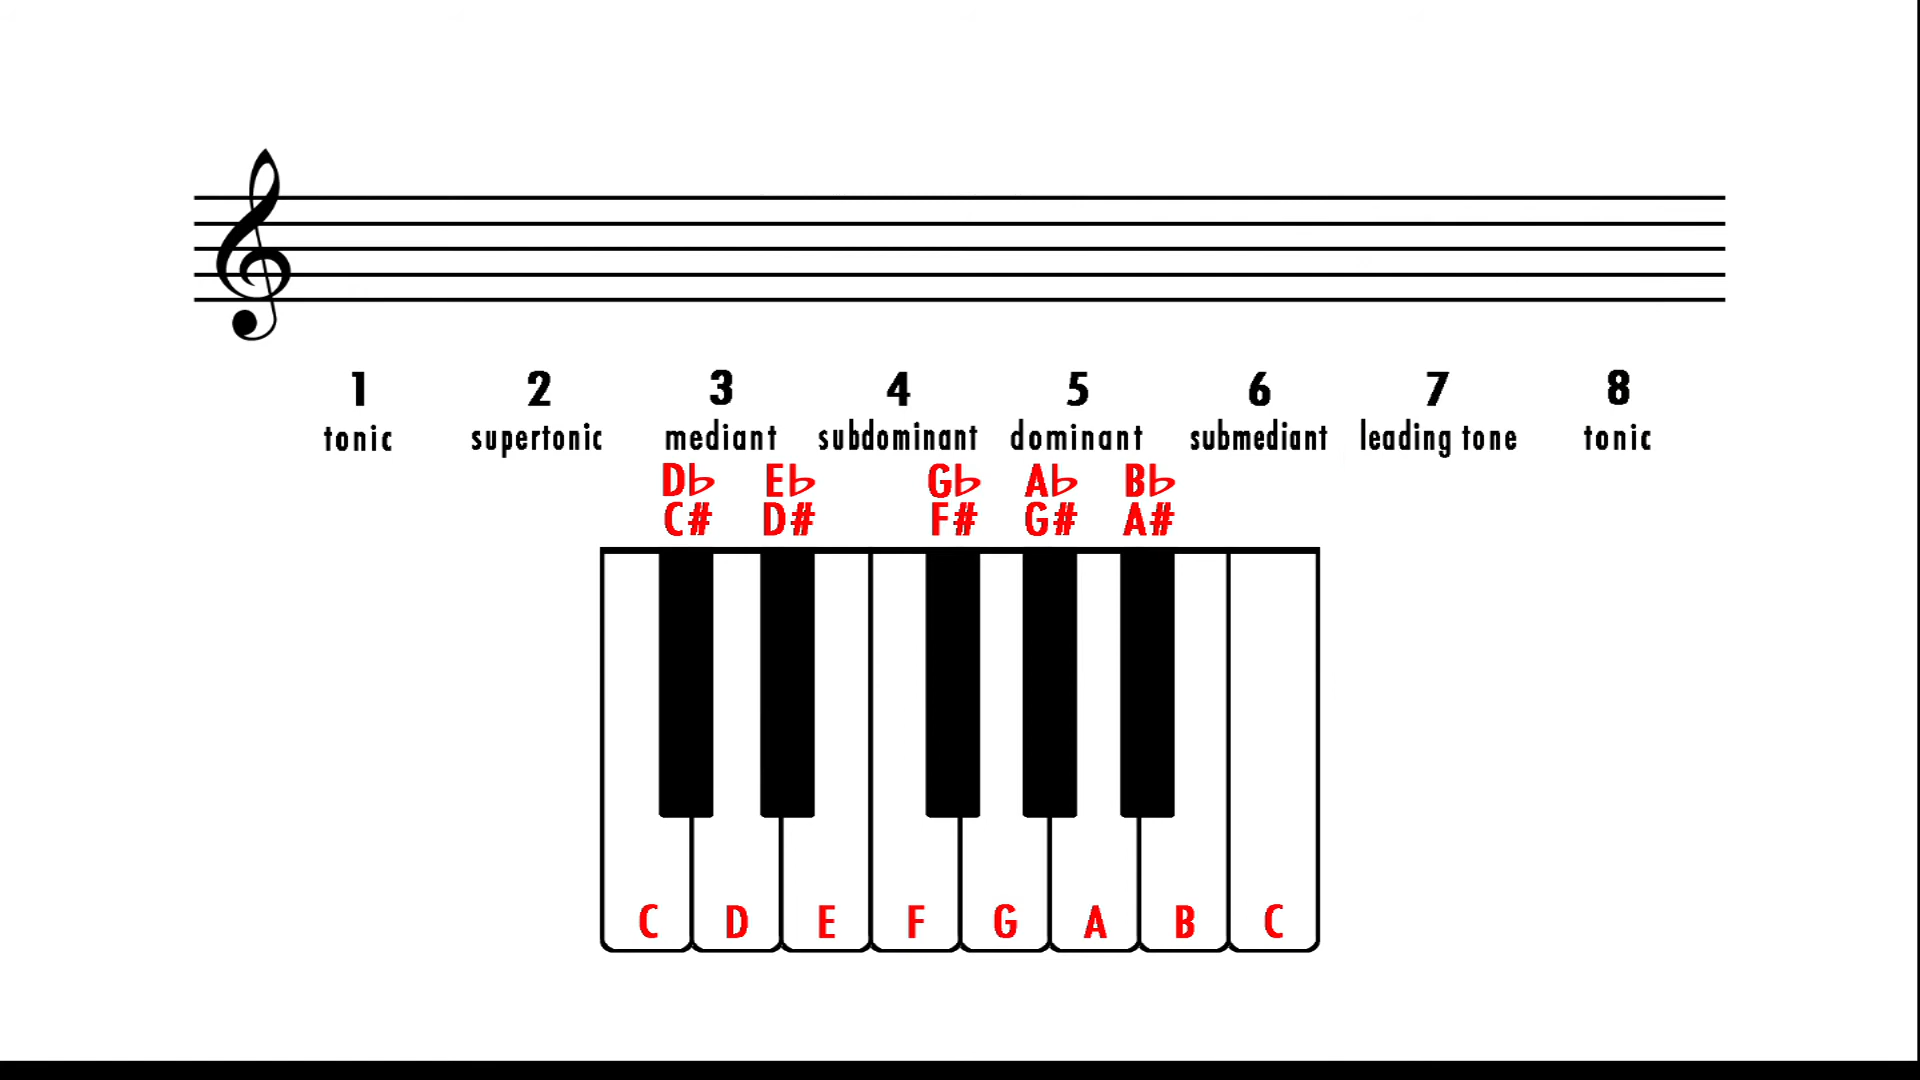 1 2 3 4 5 6 7 8
tonic supertonic mediant subdominant dominant submediant leading tone tonic
D♭ E♭ G♭ A♭ B♭
C# D# F# G# A#
C D E F G A B C